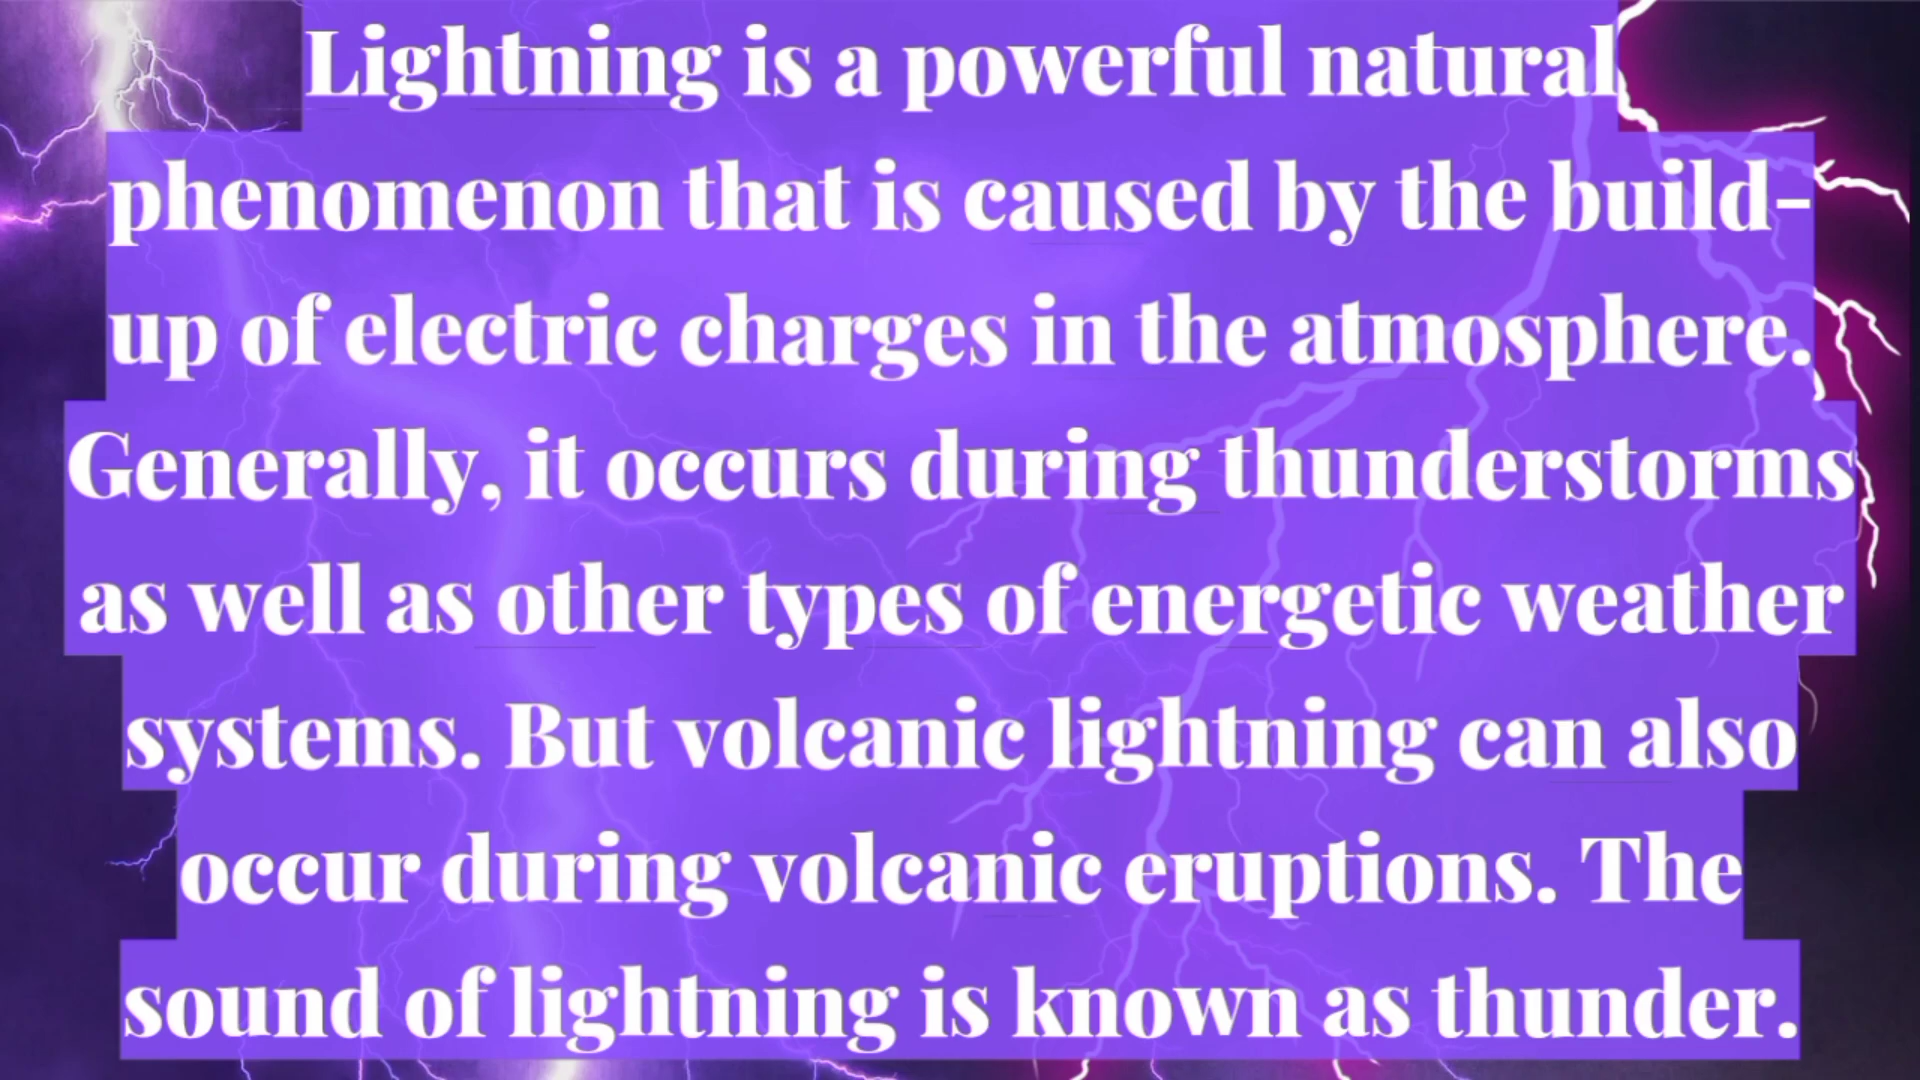 Lightning is a powerful natural
phenomenon that is caused by the build-
up of electric charges in the atmosphere.
Generally, it occurs during thunderstorms
as well as other types of energetic weather
systems. But volcanic lightning can also
occur during volcanic eruptions. The
sound of lightning is known as thunder.